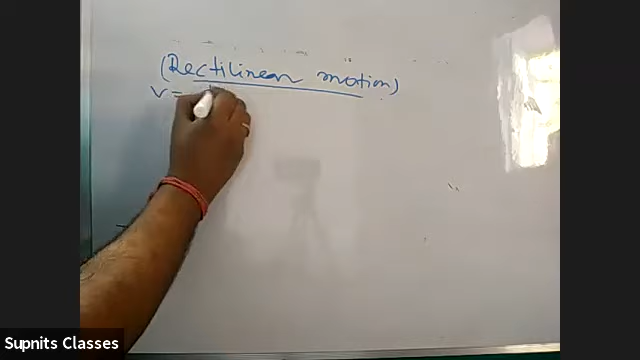 (Rectilinear motion)
V=
Supnits Classes